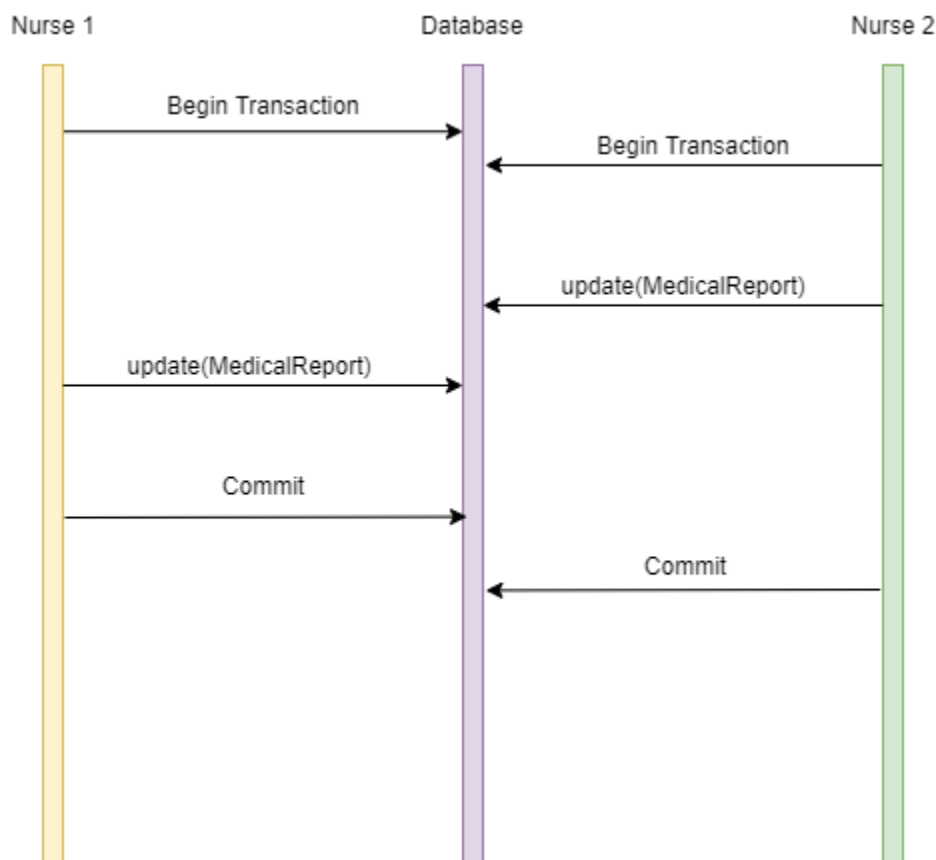 Nurse 1
Database
Nurse 2
Begin Transaction
Begin Transaction
update(MedicalReport)
update(MedicalReport)
Commit
Commit